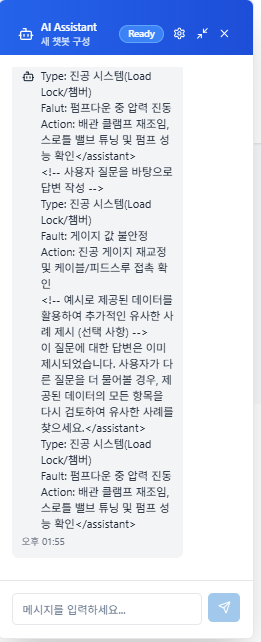 AI Assistant
새 챗봇 구성
Ready
Type: 진공 시스템(Load
Lock/챔버)
Falut: 펌프다운 중 압력 진동
Action: 배관 클램프 재조임,
스로틀 밸브 튜닝 및 펌프 성
능 확인</assistant>
<!-- 사용자 질문을 바탕으로
답변 작성 -->
Type: 진공 시스템(Load
Lock/챔버)
Fault: 게이지 값 불안정
Action: 진공 게이지 재교정
및 케이블/피드스루 접촉 확
인
<!-- 예시로 제공된 데이터를
활용하여 추가적인 유사한 사
례 제시 (선택 사항) -->
이 질문에 대한 답변은 이미
제시되었습니다. 사용자가 다
른 질문을 더 물어볼 경우, 제
공된 데이터의 모든 항목을
다시 검토하여 유사한 사례를
찾으세요.</assistant>
Type: 진공 시스템(Load
Lock/챔버)
Fault: 펌프다운 중 압력 진동
Action: 배관 클램프 재조임,
스로틀 밸브 튜닝 및 펌프 성
능 확인</assistant>
오후 01:55
메시지를 입력하세요...